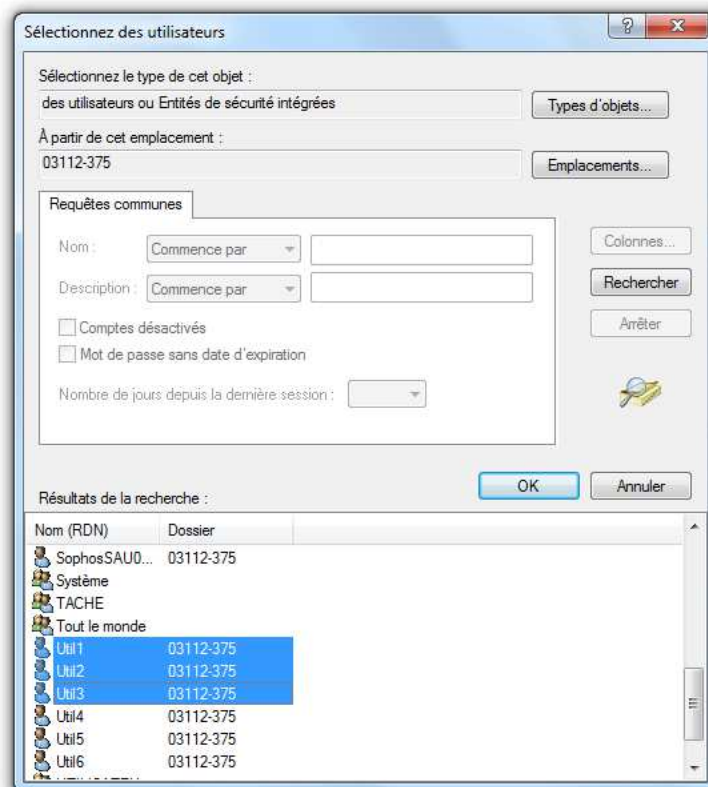 Sélectionnez des utilisateurs
Sélectionnez le type de cet objet :
des utilisateurs ou Entités de sécurité intégrées
Types d'objets...
À partir de cet emplacement :
03112-375
Emplacements...
Requêtes communes
Nom :
Commence par
Colonnes...
Description :
Commence par
Rechercher
Comptes désactivés
Arrêter
Mot de passe sans date d'expiration
Nombre de jours depuis la dernière session :
OK
Annuler
Résultats de la recherche :
Nom (RDN) Dossier
SophosSAU0... 03112-375
Système
TACHE
Tout le monde
Util1 03112-375
Util2 03112-375
Util3 03112-375
Util4 03112-375
Util5 03112-375
Util6 03112-375